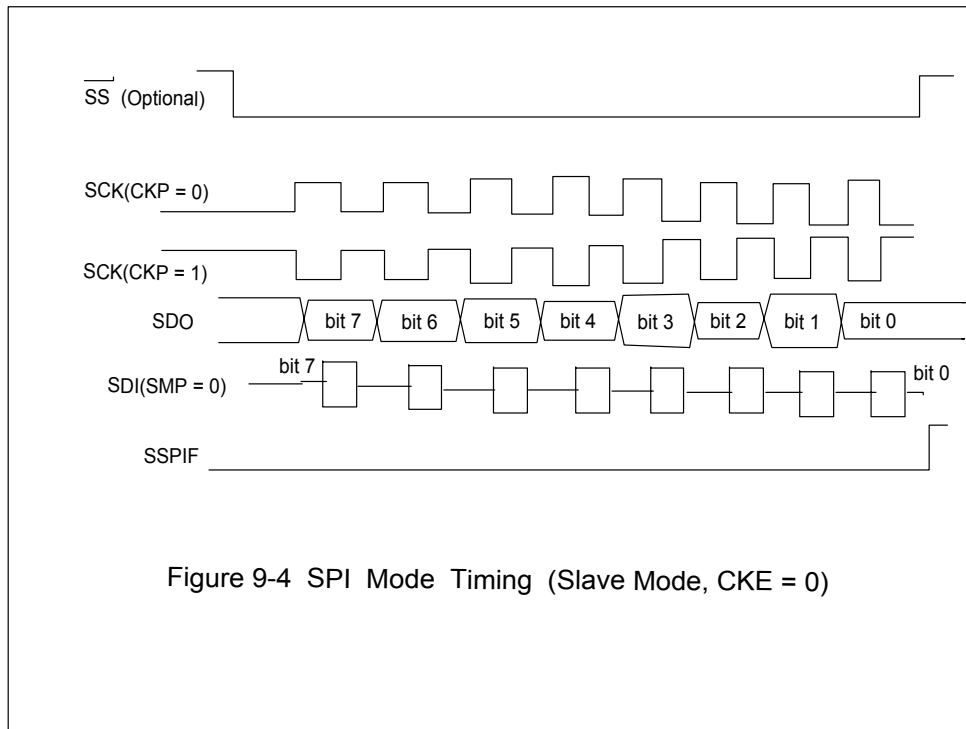 SS (Optional)
SCK(CKP = 0)
SCK(CKP = 1)
SDO bit 7 bit 6 bit 5 bit 4 bit 3 bit 2 bit 1 bit 0
bit 7 bit 0
SDI(SMP = 0)
SSPIF
Figure 9-4 SPI Mode Timing (Slave Mode, CKE = 0)